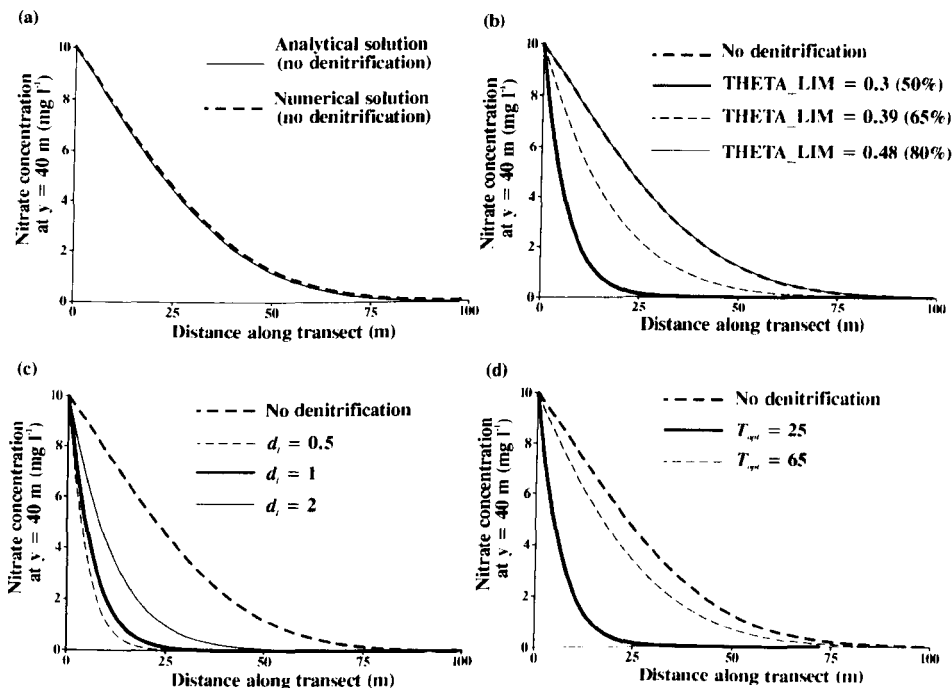 (a)
Nitrate concentration
at y = 40 m (mg l⁻¹)
10
8
6
4
2
0
Analytical solution
(no denitrification)
Numerical solution
(no denitrification)
0
25
50
75
100
Distance along transect (m)
(b)
Nitrate concentration
at y = 40 m (mg l⁻¹)
10
8
6
4
2
0
No denitrification
THETA_LIM = 0.3 (50%)
THETA_LIM = 0.39 (65%)
THETA_LIM = 0.48 (80%)
0
25
50
75
100
Distance along transect (m)
(c)
Nitrate concentration
at y = 40 m (mg l⁻¹)
10
8
6
4
2
0
No denitrification
dᵢ = 0.5
dᵢ = 1
dᵢ = 2
0
25
50
75
100
Distance along transect (m)
(d)
Nitrate concentration
at y = 40 m (mg l⁻¹)
10
8
6
4
2
0
No denitrification
T_opt = 25
T_opt = 65
0
25
50
75
100
Distance along transect (m)